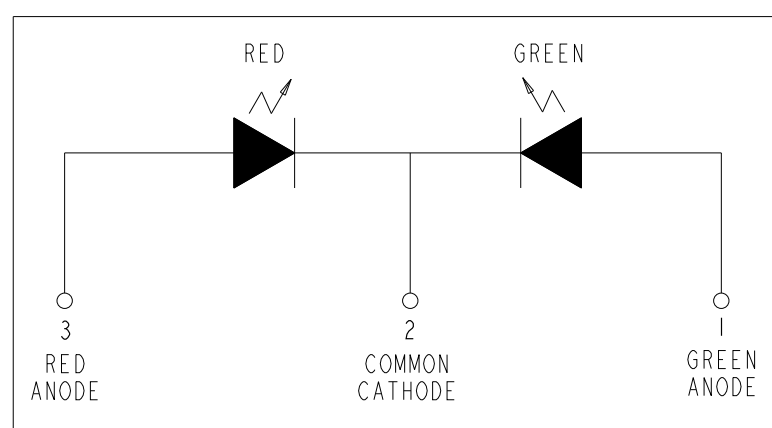 RED
GREEN
3
RED
ANODE
2
COMMON
CATHODE
1
GREEN
ANODE